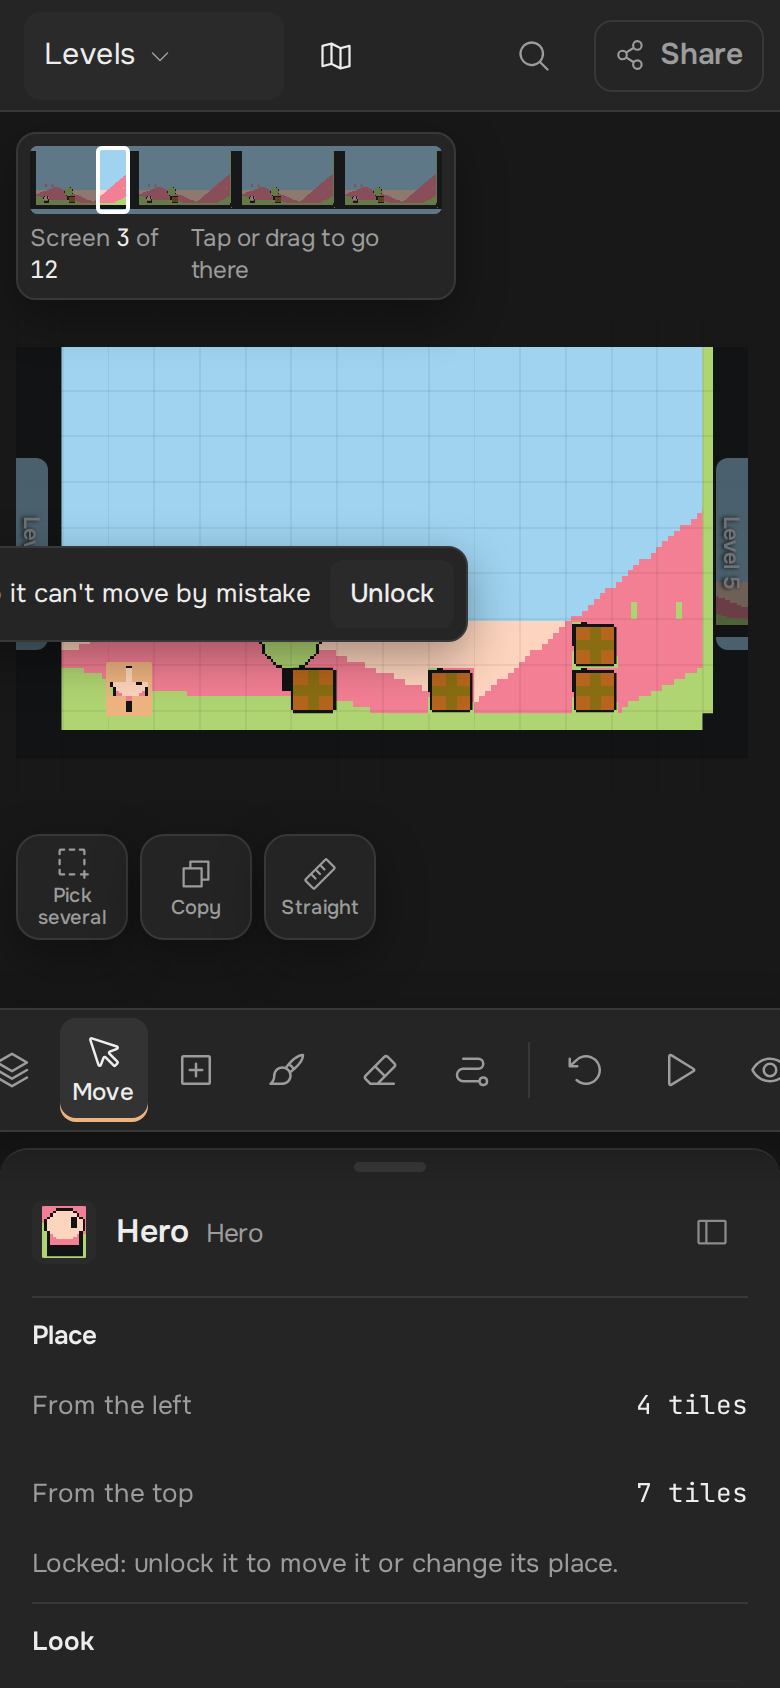 Levels
Share
Screen 3 of
12
Tap or drag to go
there
Level 5
it can't move by mistake
Unlock
Pick
several
Copy
Straight
Move
Hero Hero
Place
From the left
4 tiles
From the top
7 tiles
Locked: unlock it to move it or change its place.
Look